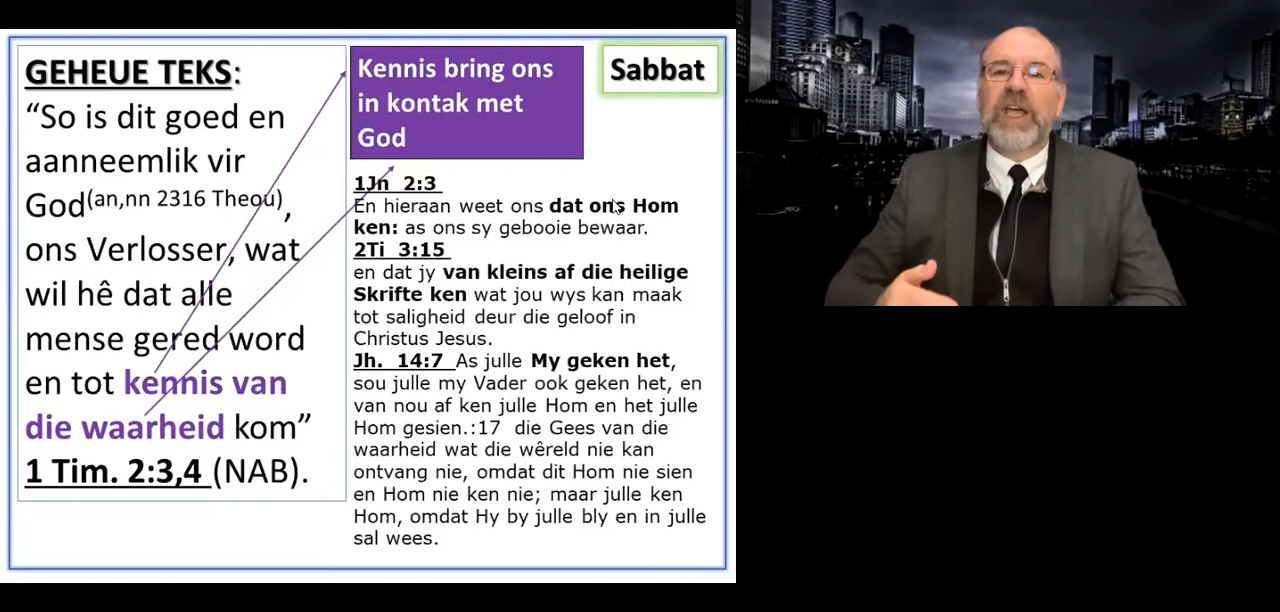 GEHEUE TEKS:
“So is dit goed en
aanneemlik vir
God(an,nn 2316 Theou),
ons Verlosser, wat
wil hê dat alle
mense gered word
en tot kennis van
die waarheid kom”
1 Tim. 2:3,4 (NAB).
Kennis bring ons
in kontak met
God
Sabbat
1Jn 2:3
En hieraan weet ons dat ons Hom
ken: as ons sy gebooie bewaar.
2Ti 3:15
en dat jy van kleins af die heilige
Skrifte ken wat jou wys kan maak
tot saligheid deur die geloof in
Christus Jesus.
Jh. 14:7 As julle My geken het,
sou julle my Vader ook geken het, en
van nou af ken julle Hom en het julle
Hom gesien.:17 die Gees van die
waarheid wat die wêreld nie kan
ontvang nie, omdat dit Hom nie sien
en Hom nie ken nie; maar julle ken
Hom, omdat Hy by julle bly en in julle
sal wees.